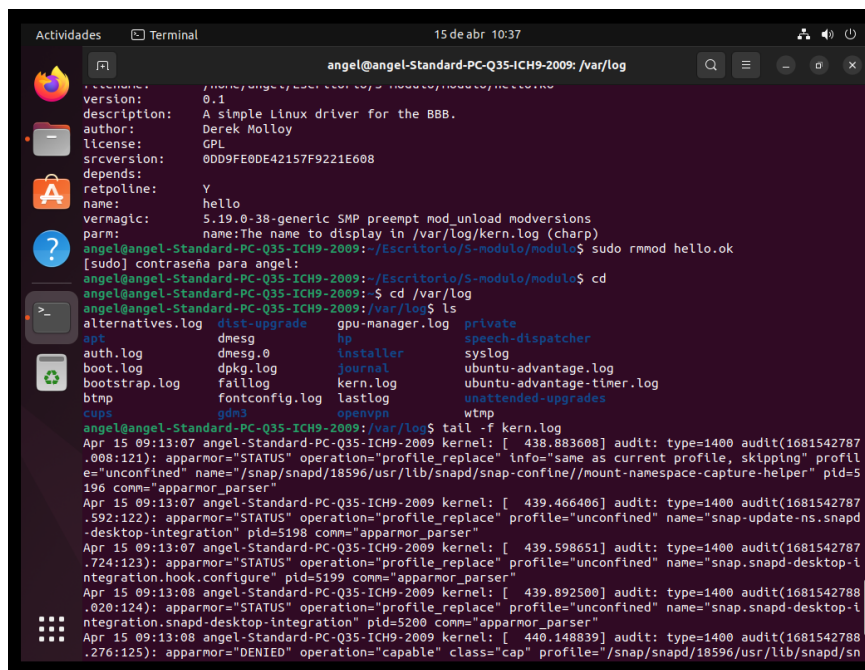 Actividades Terminal 15 de abr 10:37
angel@angel-Standard-PC-Q35-ICH9-2009: /var/log
version: 0.1
description: A simple Linux driver for the BBB.
author: Derek Molloy
license: GPL
srcversion: 0DD9FE0DE42157F9221E608
depends:
retpoline: Y
name: hello
vermagic: 5.19.0-38-generic SMP preempt mod_unload modversions
parm: name:The name to display in /var/log/kern.log (charp)
angel@angel-Standard-PC-Q35-ICH9-2009:~/Escritorio/S-modulo/modulo$ sudo rmmod hello.ok
[sudo] contraseña para angel:
angel@angel-Standard-PC-Q35-ICH9-2009:~/Escritorio/S-modulo/modulo$ cd
angel@angel-Standard-PC-Q35-ICH9-2009:~$ cd /var/log
angel@angel-Standard-PC-Q35-ICH9-2009:/var/log$ ls
alternatives.log dist-upgrade gpu-manager.log private
apt dmesg hp speech-dispatcher
auth.log dmesg.0 installer syslog
boot.log dpkg.log journal ubuntu-advantage.log
bootstrap.log faillog kern.log ubuntu-advantage-timer.log
btmp fontconfig.log lastlog unattended-upgrades
cups gdm3 openvpn wtmp
angel@angel-Standard-PC-Q35-ICH9-2009:/var/log$ tail -f kern.log
Apr 15 09:13:07 angel-Standard-PC-Q35-ICH9-2009 kernel: [  438.883608] audit: type=1400 audit(1681542787
.008:121): apparmor="STATUS" operation="profile_replace" info="same as current profile, skipping" profil
e="unconfined" name="/snap/snapd/18596/usr/lib/snapd/snap-confine//mount-namespace-capture-helper" pid=5
196 comm="apparmor_parser"
Apr 15 09:13:07 angel-Standard-PC-Q35-ICH9-2009 kernel: [  439.466406] audit: type=1400 audit(1681542787
.592:122): apparmor="STATUS" operation="profile_replace" profile="unconfined" name="snap-update-ns.snapd
-desktop-integration" pid=5198 comm="apparmor_parser"
Apr 15 09:13:07 angel-Standard-PC-Q35-ICH9-2009 kernel: [  439.598651] audit: type=1400 audit(1681542787
.724:123): apparmor="STATUS" operation="profile_replace" profile="unconfined" name="snap.snapd-desktop-i
ntegration.hook.configure" pid=5199 comm="apparmor_parser"
Apr 15 09:13:08 angel-Standard-PC-Q35-ICH9-2009 kernel: [  439.892500] audit: type=1400 audit(1681542788
.020:124): apparmor="STATUS" operation="profile_replace" profile="unconfined" name="snap.snapd-desktop-i
ntegration.snapd-desktop-integration" pid=5200 comm="apparmor_parser"
Apr 15 09:13:08 angel-Standard-PC-Q35-ICH9-2009 kernel: [  440.148839] audit: type=1400 audit(1681542788
.276:125): apparmor="DENIED" operation="capable" class="cap" profile="/snap/snapd/18596/usr/lib/snapd/sn